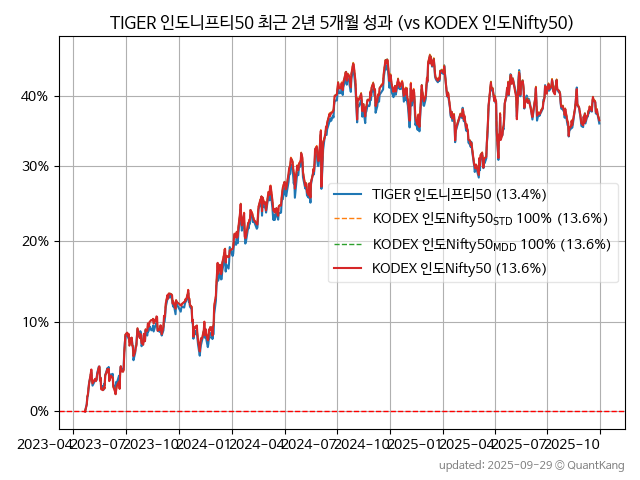 TIGER 인도니프티50 최근 2년 5개월 성과 (vs KODEX 인도Nifty50)
40%
30%
20%
10%
0%
TIGER 인도니프티50 (13.4%)
KODEX 인도Nifty50STD 100% (13.6%)
KODEX 인도Nifty50MDD 100% (13.6%)
KODEX 인도Nifty50 (13.6%)
2023-04 2023-07 2023-10 2024-01 2024-04 2024-07 2024-10 2025-01 2025-04 2025-07 2025-10
updated: 2025-09-29 © QuantKang